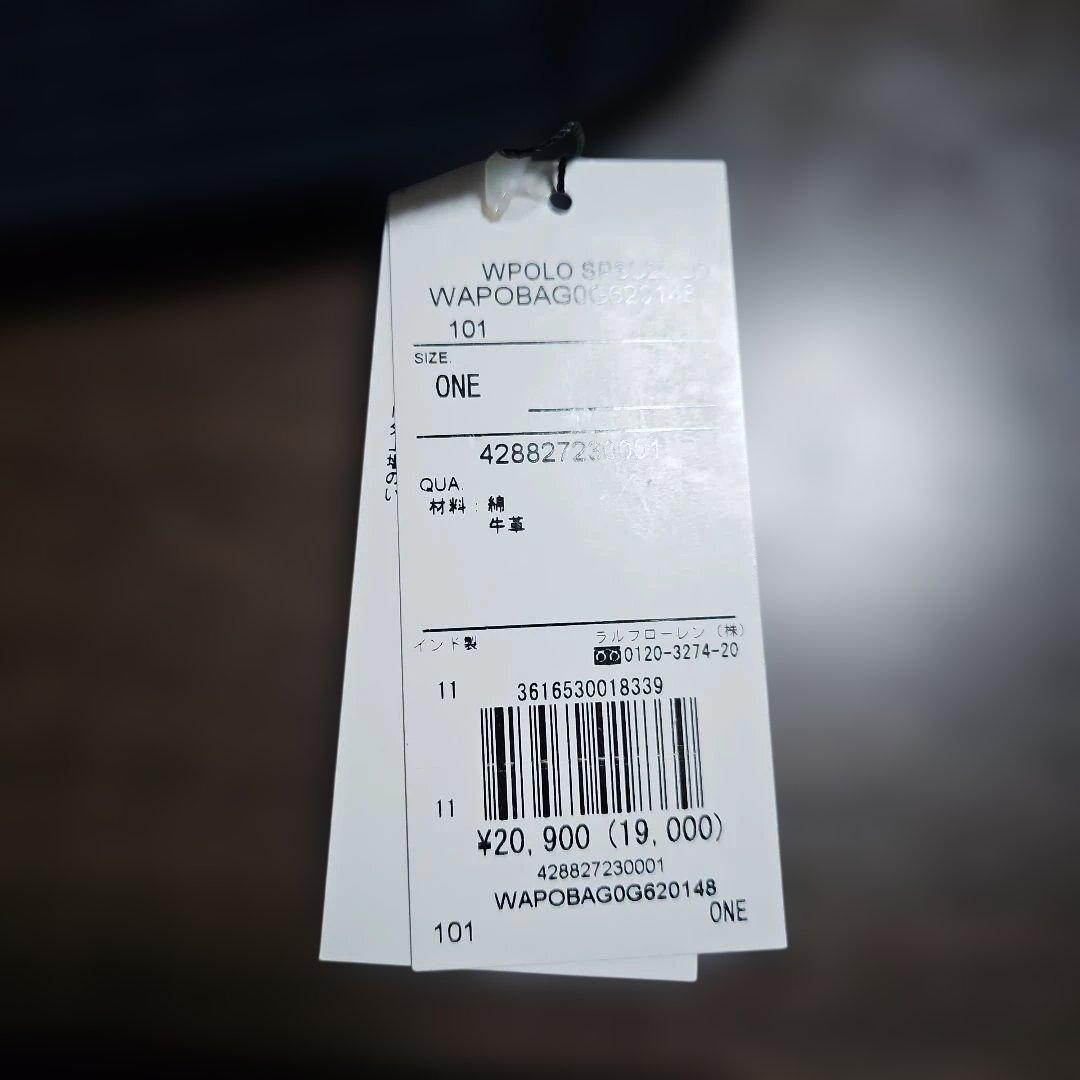 WPOLO
WAPOBAG0G620148
101
SIZE.
ONE
428827230001
QUA.
材料: 綿
牛革
インド製
ラルフローレン (株)
0120-3274-20
11
3616530018339
11
¥20,900 (19,000)
428827230001
WAPOBAG0G620148
ONE
101